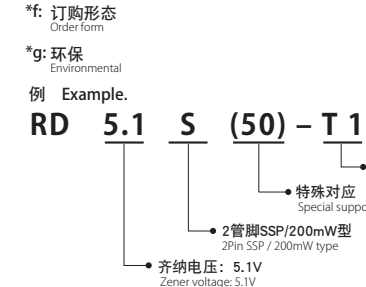 *f: 订购形态
Order form
*g: 环保
Environmental
例 Example.
RD 5.1 S (50) – T 1
特殊对应
Special
2管脚SSP/200mW型
2Pin SSP / 200mW type
齐纳电压：5.1V
Zener voltage: 5.1V